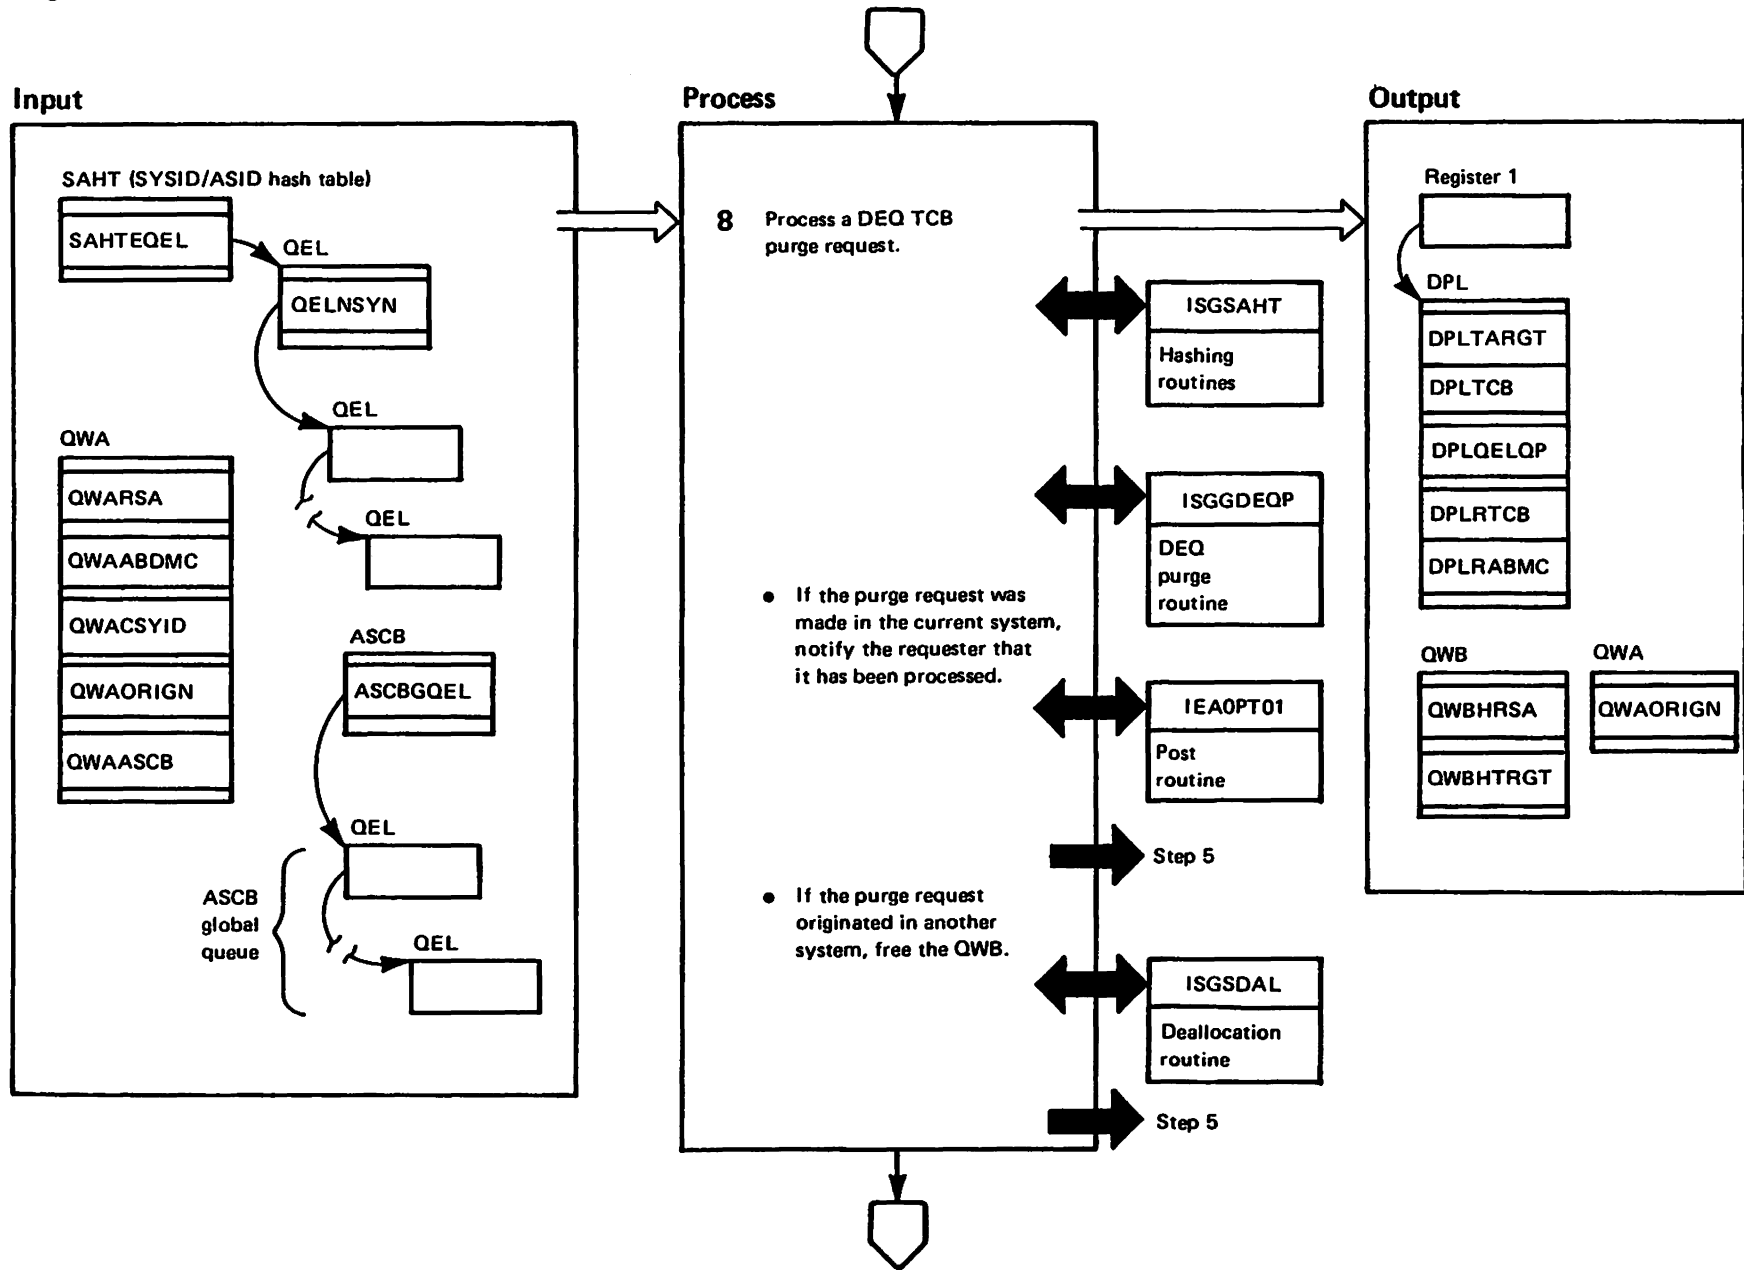 Input
SAHT (SYSID/ASID hash table)
SAHTEQEL
QEL
QELNSYN
QEL
QEL
QWA
QWARSA
QWAABDMC
QWACSYID
QWAORIGN
QWAASCB
ASCB
ASCBGQEL
QEL
ASCB
global
queue
QEL
Process
8 Process a DEQ TCB
purge request.
ISGSAHT
Hashing
routines
ISGGDEQP
DEQ
purge
routine
● If the purge request was
made in the current system,
notify the requester that
it has been processed.
IEA0PT01
Post
routine
Step 5
● If the purge request
originated in another
system, free the QWB.
ISGSDAL
Deallocation
routine
Step 5
Output
Register 1
DPL
DPLTARGT
DPLTCB
DPLQELQP
DPLRTCB
DPLRABMC
QWB
QWBHRSA
QWBHTRGT
QWA
QWAORIGN